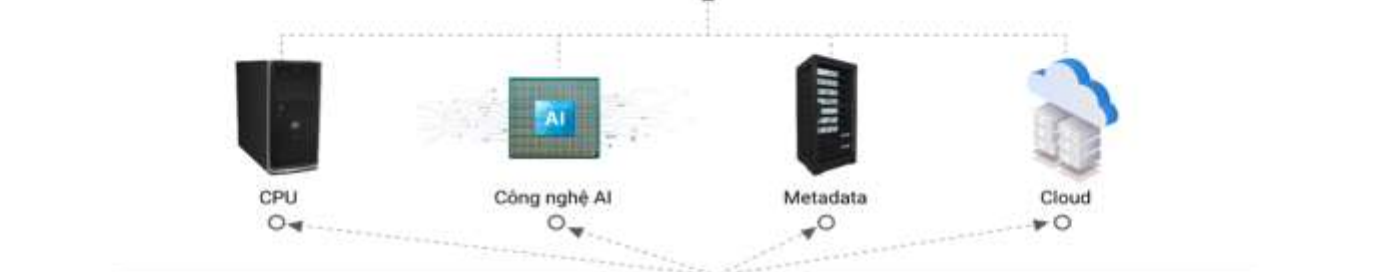 AI
CPU
Công nghệ AI
Metadata
Cloud